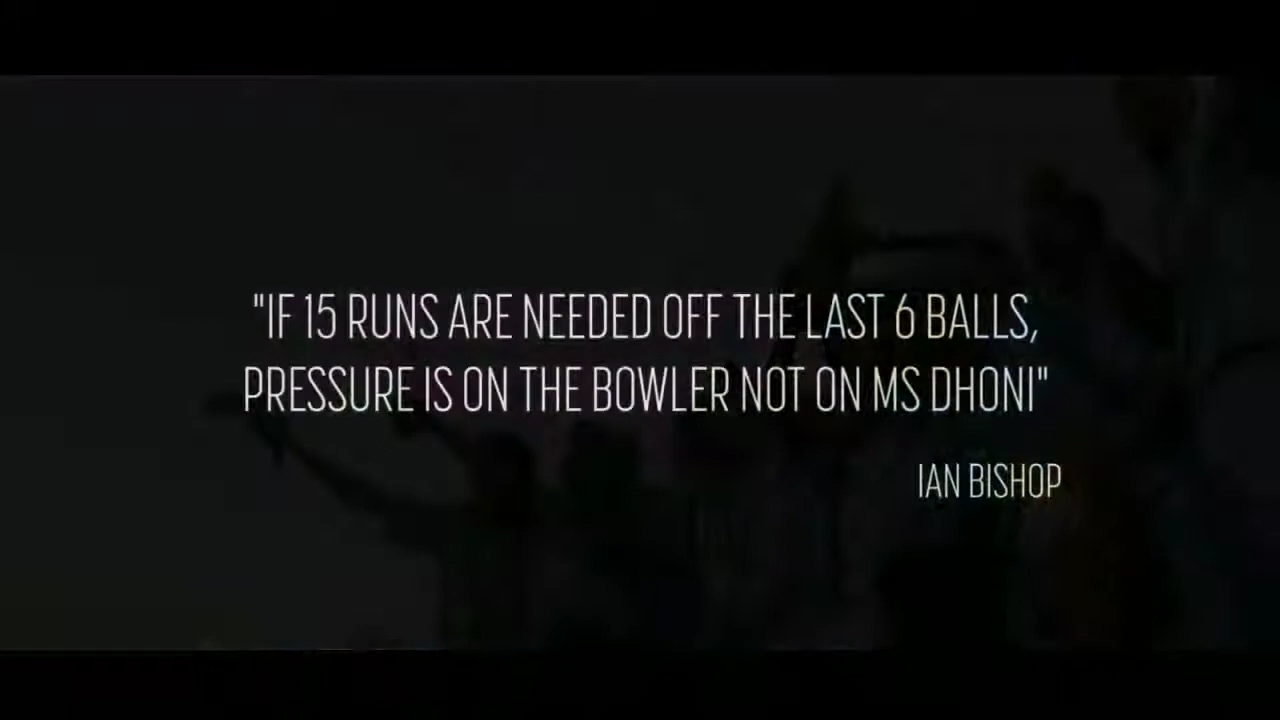 "IF 15 RUNS ARE NEEDED OFF THE LAST 6 BALLS,
PRESSURE IS ON THE BOWLER NOT ON MS DHONI"
IAN BISHOP